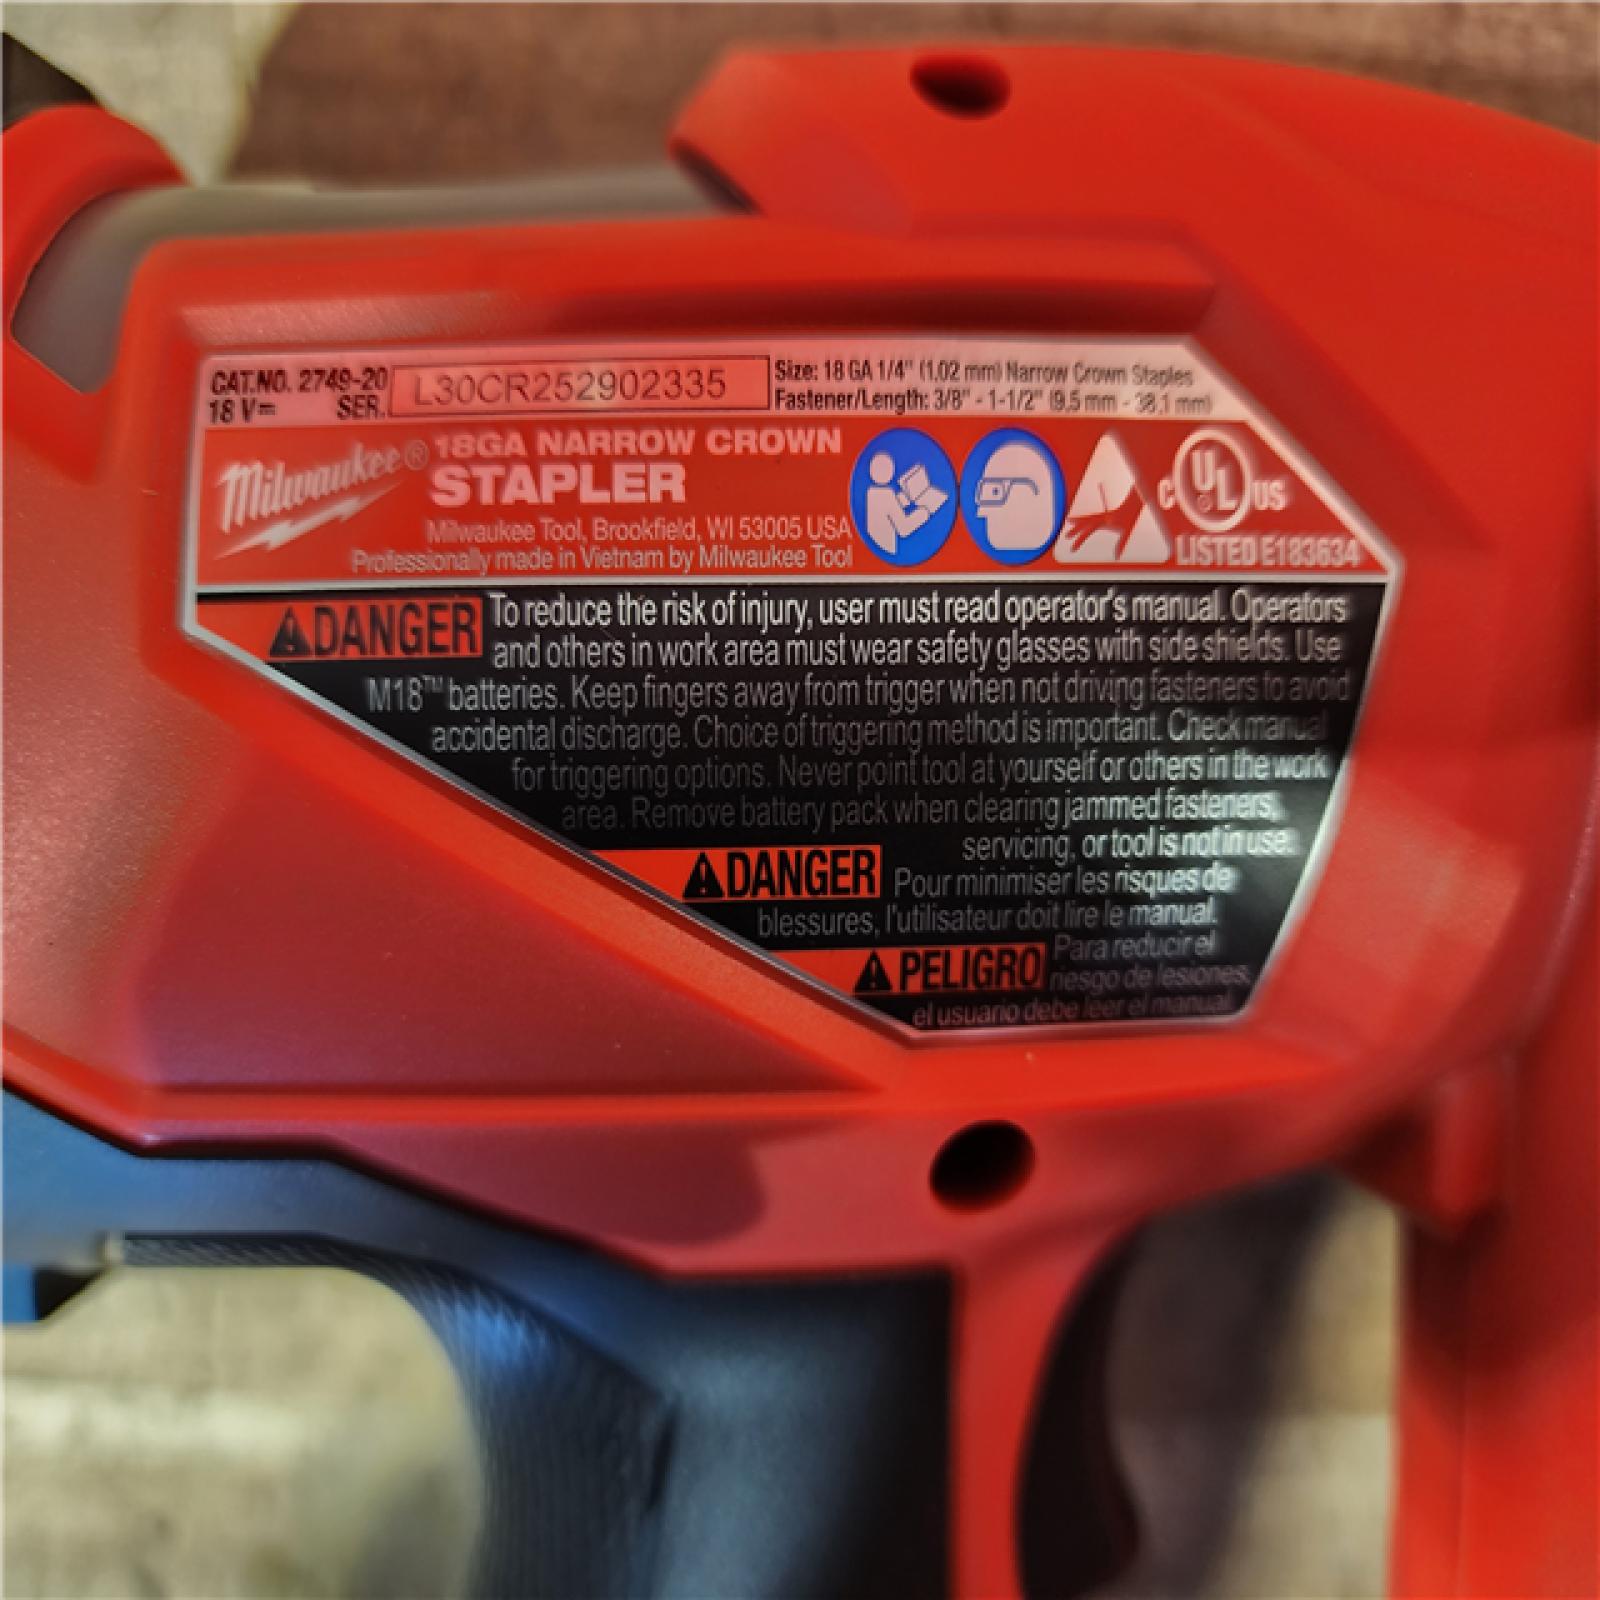 CAT.NO. 2749-20
18 V⎓ SER. L30CR252902335
Size: 18 GA 1/4" (1.02 mm) Narrow Crown Staples
Fastener/Length: 3/8" - 1-1/2" (9.5 mm - 38.1 mm)
Milwaukee®
18GA NARROW CROWN
STAPLER
Milwaukee Tool, Brookfield, WI 53005 USA
Professionally made in Vietnam by Milwaukee Tool
C UL US
LISTED E183634
DANGER To reduce the risk of injury, user must read operator's manual. Operators
and others in work area must wear safety glasses with side shields. Use
M18™ batteries. Keep fingers away from trigger when not driving fasteners to avoid
accidental discharge. Choice of triggering method is important. Check manual
for triggering options. Never point tool at yourself or others in the work
area. Remove battery pack when clearing jammed fasteners,
servicing, or tool is not in use.
DANGER Pour minimiser les risques de
blessures, l'utilisateur doit lire le manual.
PELIGRO Para reducir el
riesgo de lesiones,
el usuario debe leer el manual.